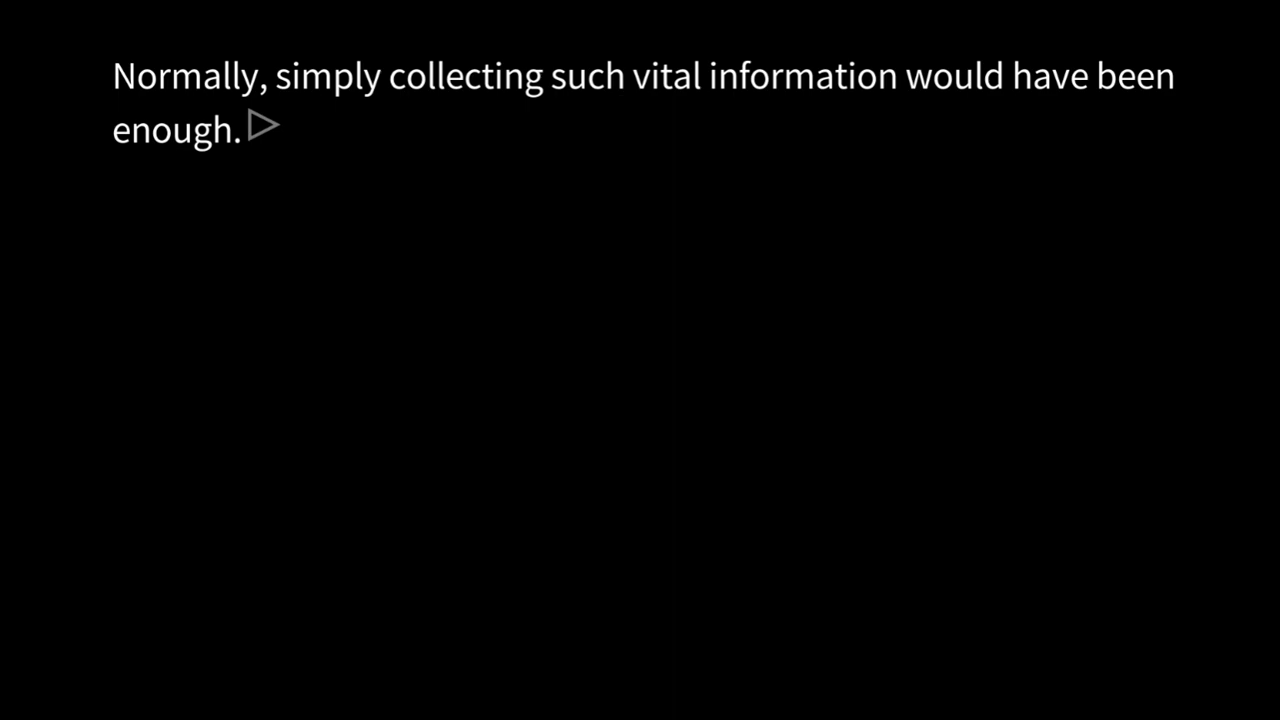 Normally, simply collecting such vital information would have been
enough.